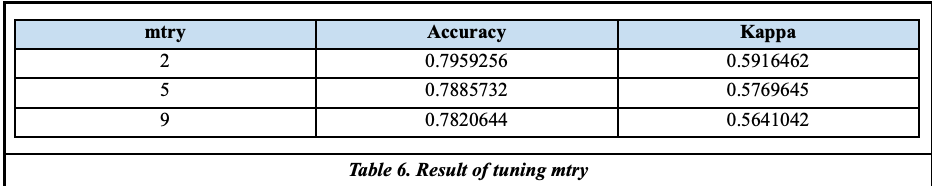 mtry Accuracy Kappa
2 0.7959256 0.5916462
5 0.7885732 0.5769645
9 0.7820644 0.5641042
Table 6. Result of tuning mtry